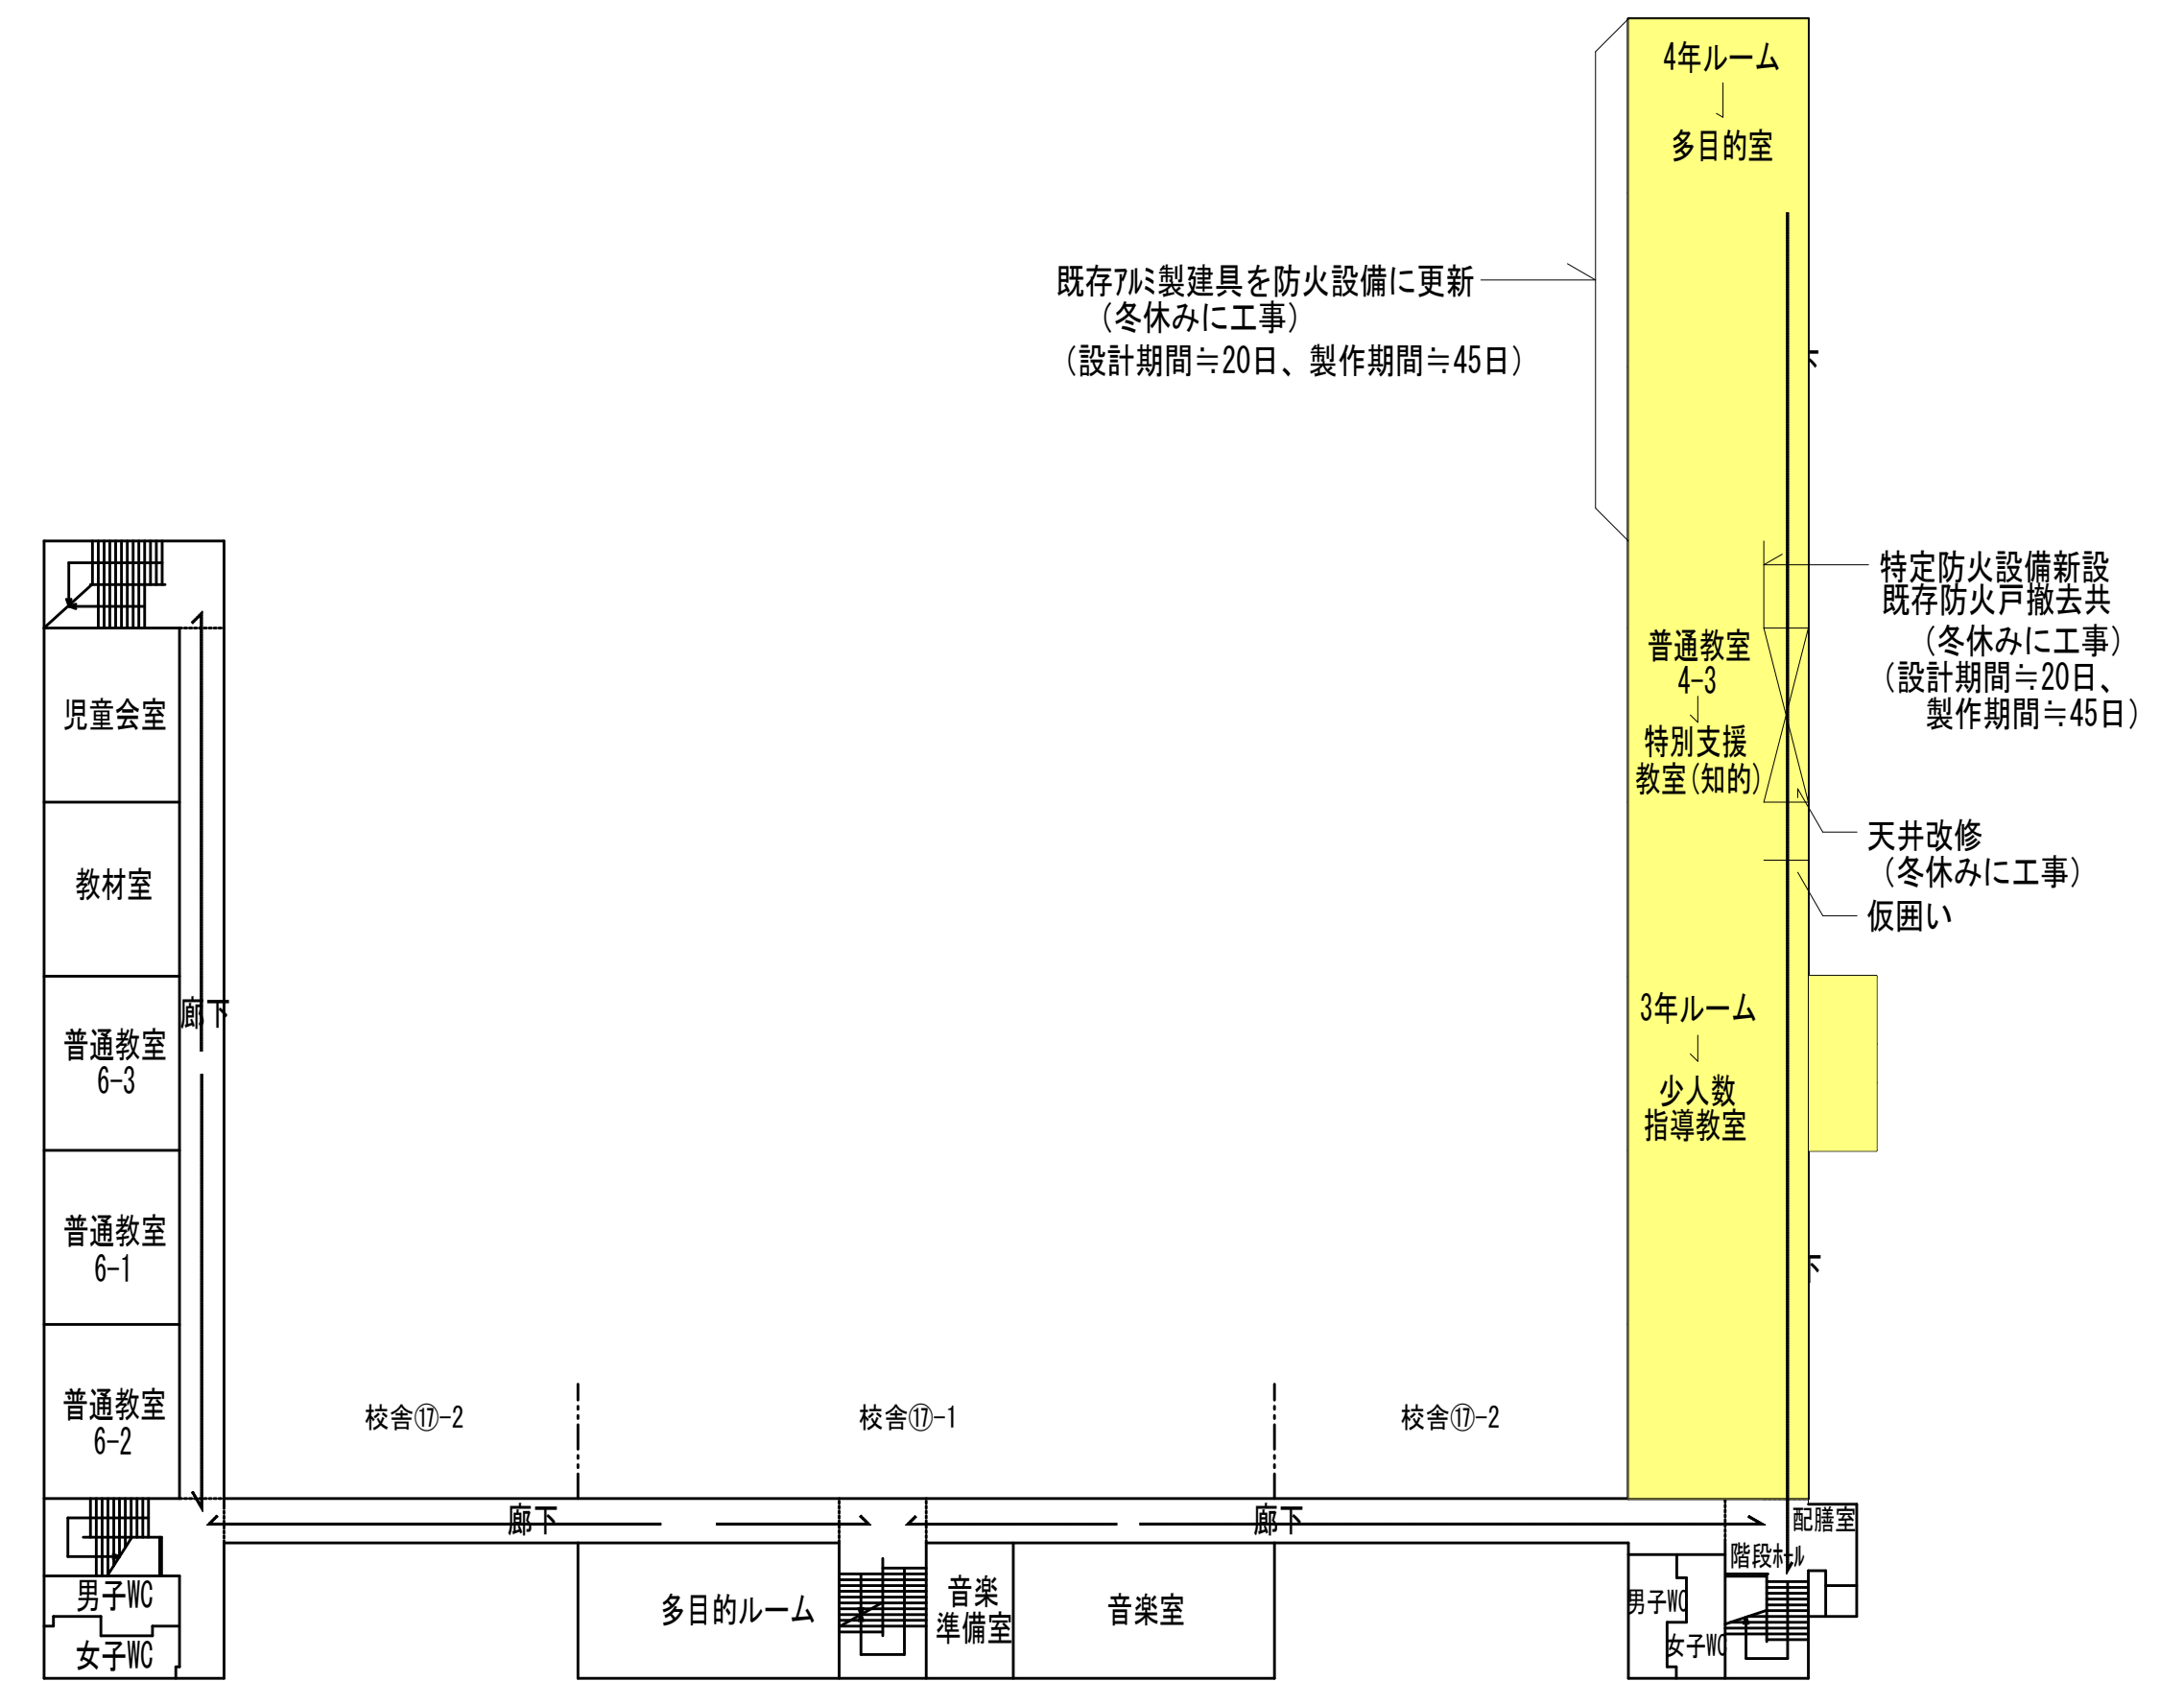 4年ルーム
多目的室
既存ｱﾙﾐ製建具を防火設備に更新
（冬休みに工事）
（設計期間≒20日、製作期間≒45日）
特定防火設備新設
既存防火戸撤去共
（冬休みに工事）
（設計期間≒20日、
製作期間≒45日）
普通教室
4-3
特別支援
教室(知的)
天井改修
（冬休みに工事）
仮囲い
3年ルーム
少人数
指導教室
児童会室
教材室
廊下
普通教室
6-3
普通教室
6-1
普通教室
6-2
校舎⑰-2
校舎⑰-1
校舎⑰-2
廊下
廊下
配膳室
階段ﾎｰﾙ
男子WC
女子WC
多目的ルーム
音楽
準備室
音楽室
男子WC
女子WC